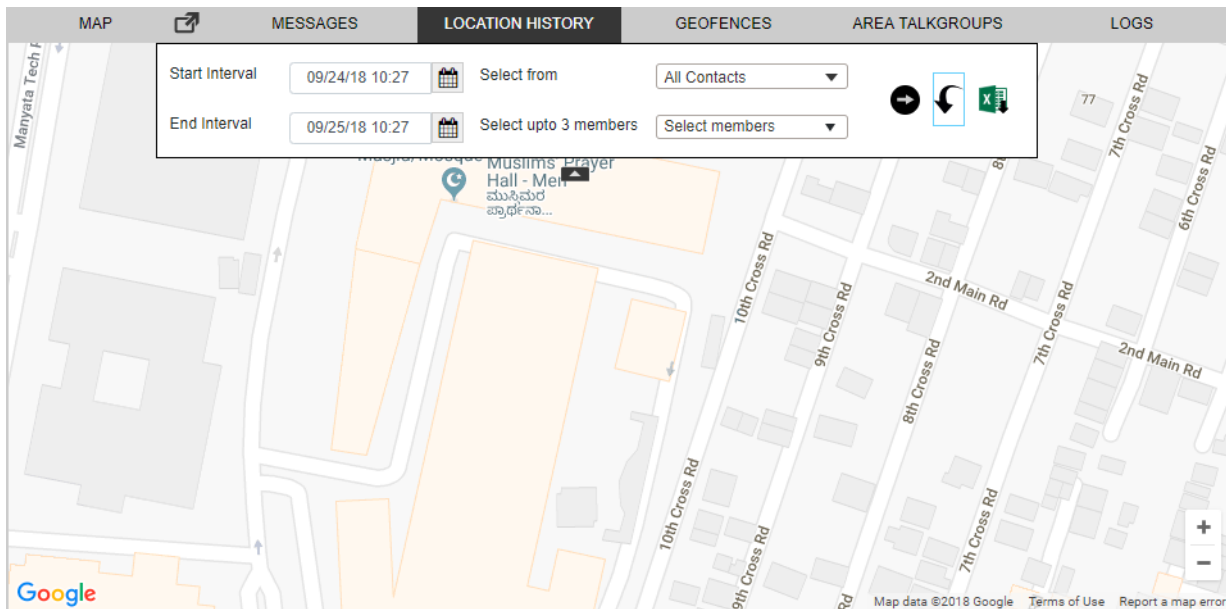 MAP MESSAGES LOCATION HISTORY GEOFENCES AREA TALKGROUPS LOGS
Start Interval 09/24/18 10:27 Select from All Contacts
End Interval 09/25/18 10:27 Select upto 3 members Select members
Manyata Tech
Muslims' Prayer
Hall - Men
ಮುಸ್ಲಿಮರ
ಪ್ರಾರ್ಥನಾ...
77
7th Cross Rd
6th Cross Rd
10th Cross Rd
9th Cross Rd
2nd Main Rd
7th Cross Rd
8th Cross Rd
2nd Main Rd
10th Cross Rd
9th Cross Rd
7th Cross Rd
+
−
Google
Map data ©2018 Google Terms of Use Report a map error